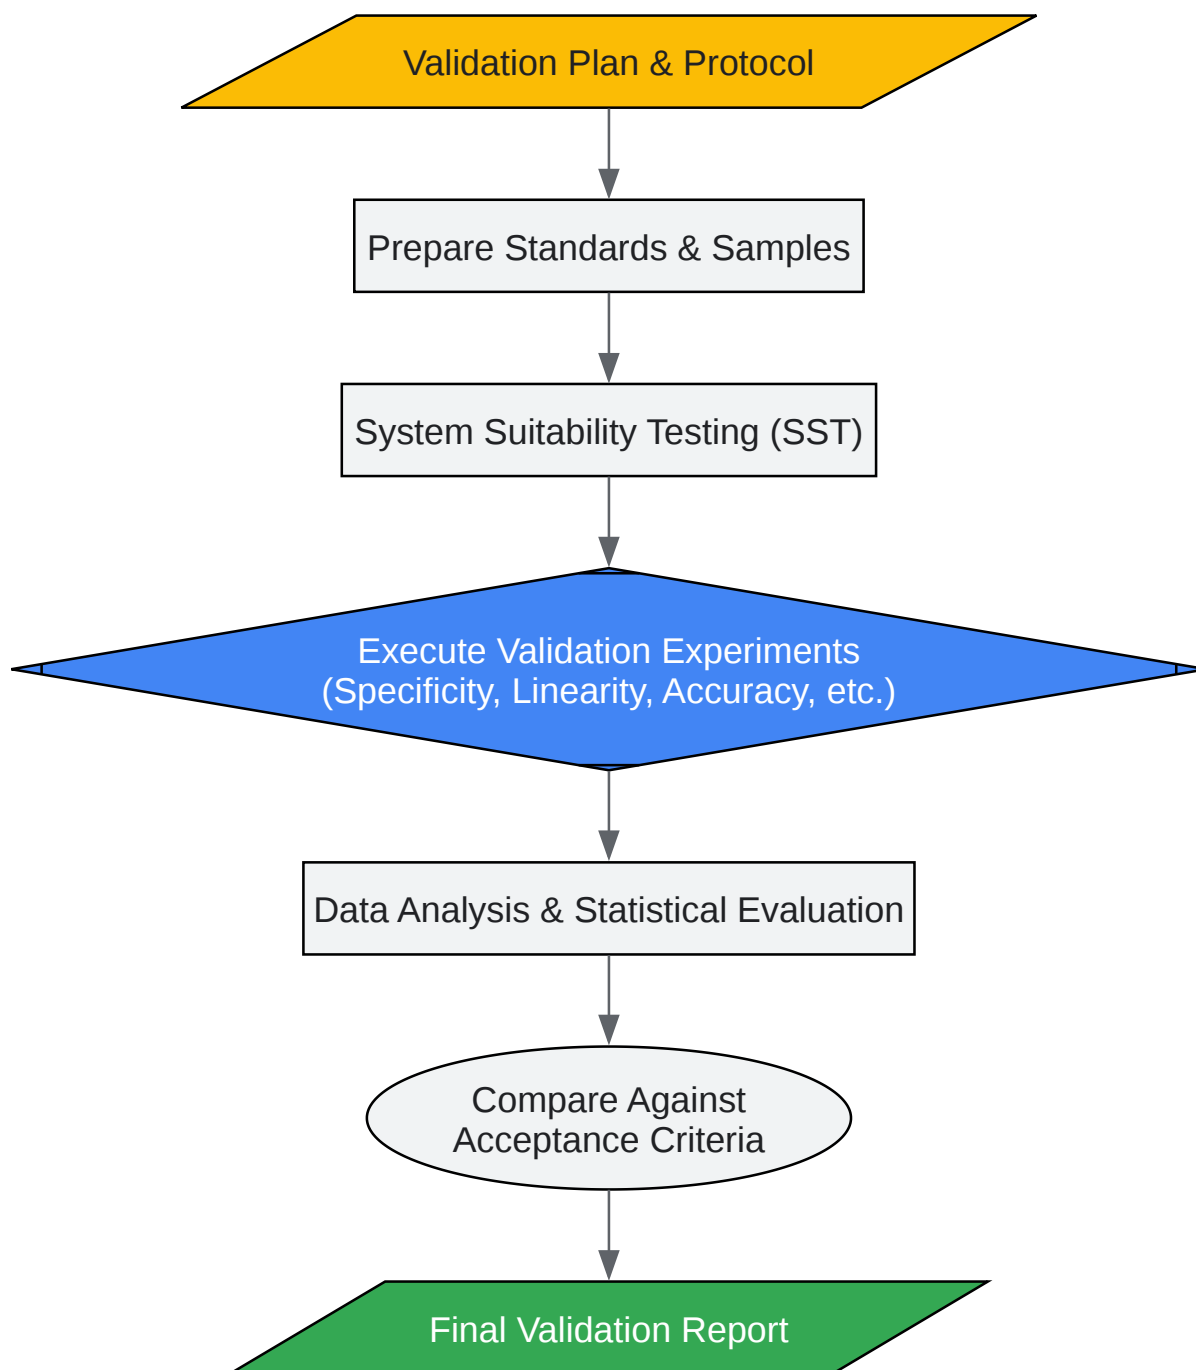 Validation Plan & Protocol
Prepare Standards & Samples
System Suitability Testing (SST)
Execute Validation Experiments
(Specificity, Linearity, Accuracy, etc.)
Data Analysis & Statistical Evaluation
Compare Against
Acceptance Criteria
Final Validation Report